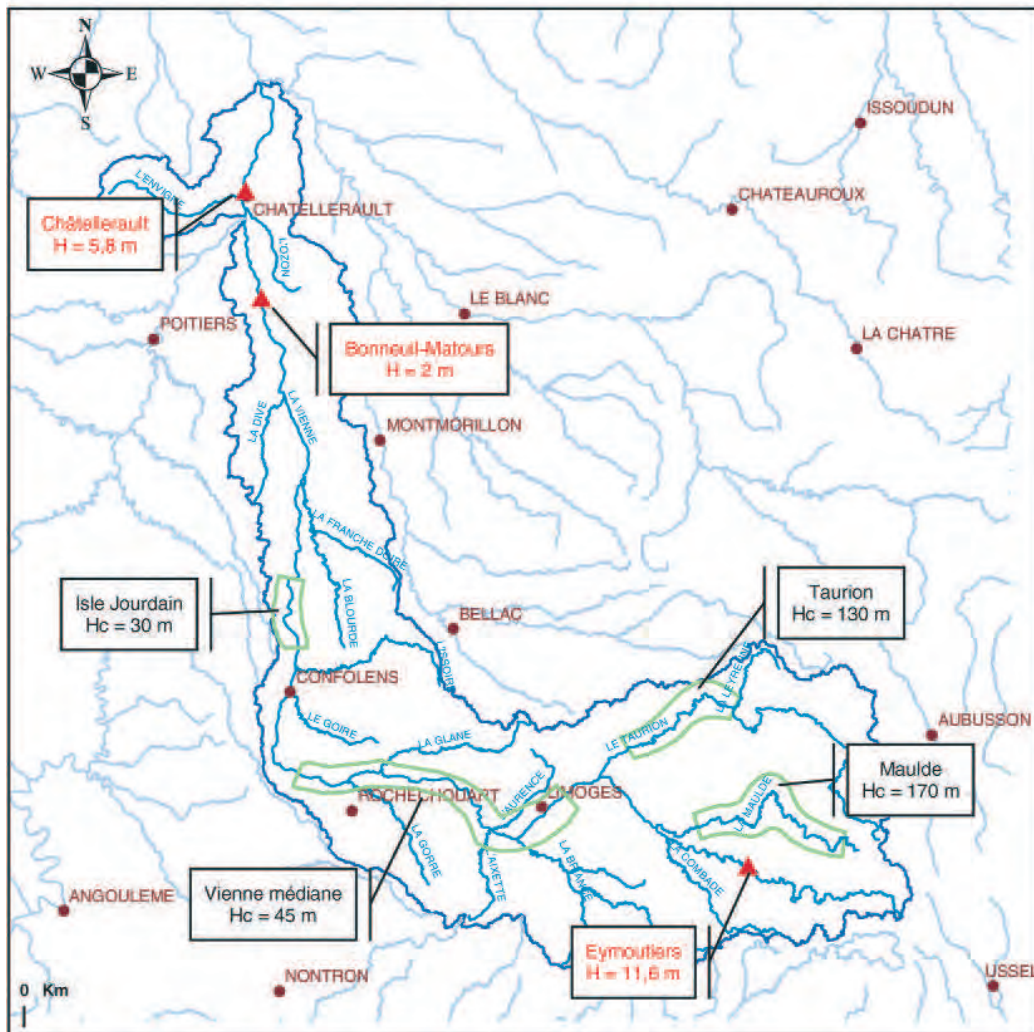 N
W
E
S
ISSOUDUN
L'ENVIGNE
CHATEAUROUX
Châtellerault
H = 5,8 m
CHATELLERAULT
L'OZON
LE BLANC
POITIERS
LA CHATRE
Bonneuil-Matours
H = 2 m
LA DIVE
LA VIENNE
MONTMORILLON
LA FRANCHE DOIRE
Isle Jourdain
Hc = 30 m
LA BLOURDE
Taurion
Hc = 130 m
BELLAC
L'ISSOIRE
CONFOLENS
LA LEYRENNE
LE GOIRE
LA GLANE
LE TAURION
AUBUSSON
Maulde
Hc = 170 m
L'AURENCE
ROCHECHOUART
LIMOGES
LA MAULDE
LA GORRE
L'AIXETTE
LA BRIANCE
LA COMBADE
Vienne médiane
Hc = 45 m
ANGOULEME
Eymoutiers
H = 11,6 m
NONTRON
USSEL
0 Km